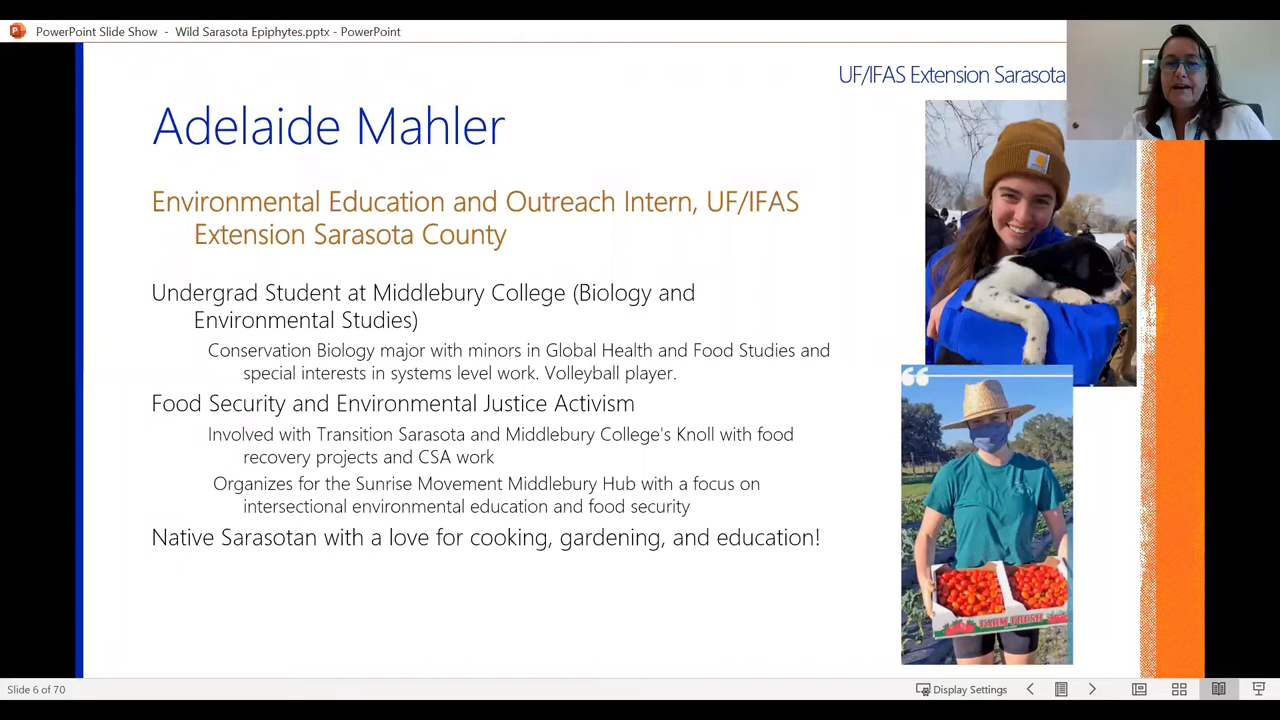 PowerPoint Slide Show - Wild Sarasota Epiphytes.pptx - PowerPoint
UF/IFAS Extension Sarasota
Adelaide Mahler
Environmental Education and Outreach Intern, UF/IFAS
Extension Sarasota County
Undergrad Student at Middlebury College (Biology and
Environmental Studies)
Conservation Biology major with minors in Global Health and Food Studies and
special interests in systems level work. Volleyball player.
Food Security and Environmental Justice Activism
Involved with Transition Sarasota and Middlebury College's Knoll with food
recovery projects and CSA work
Organizes for the Sunrise Movement Middlebury Hub with a focus on
intersectional environmental education and food security
Native Sarasotan with a love for cooking, gardening, and education!
FARM FRESH
Slide 6 of 70
Display Settings